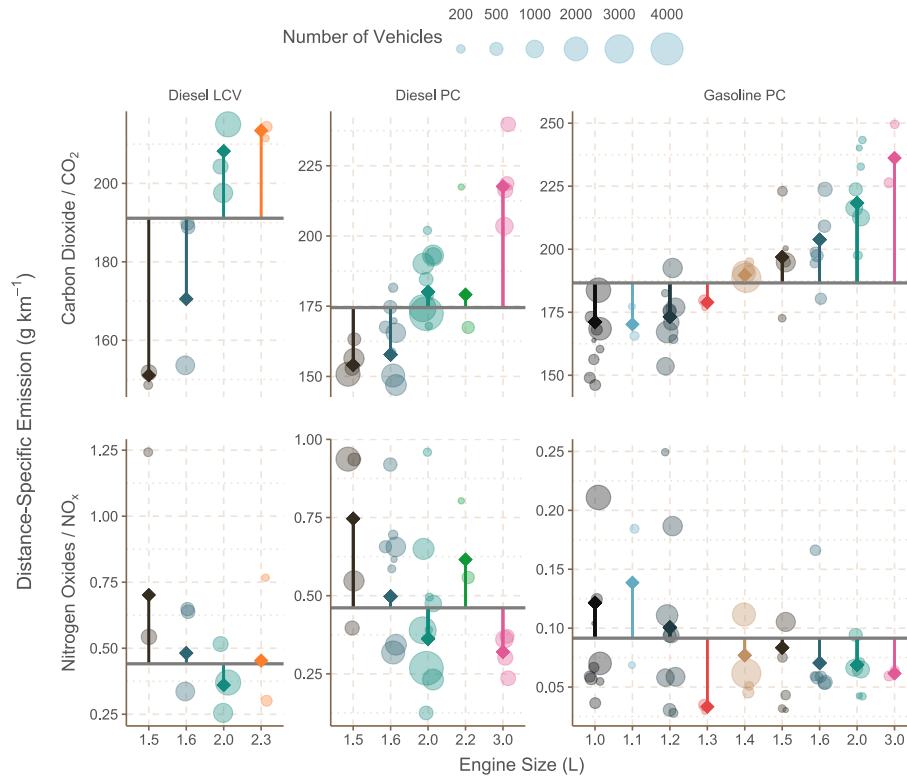 200 500 1000 2000 3000 4000
Number of Vehicles
Diesel LCV Diesel PC Gasoline PC
Distance-Specific Emission (g km⁻¹)
Carbon Dioxide / CO₂
200
150
160
225
200
175
150
250
225
200
175
150
Nitrogen Oxides / NOₓ
1.25
1.00
0.75
0.50
0.25
1.00
0.75
0.50
0.25
0.25
0.20
0.15
0.10
0.05
1.5 1.6 2.0 2.3
1.5 1.6 2.0 2.2 3.0
1.0 1.1 1.2 1.3 1.4 1.5 1.6 2.0 3.0
Engine Size (L)